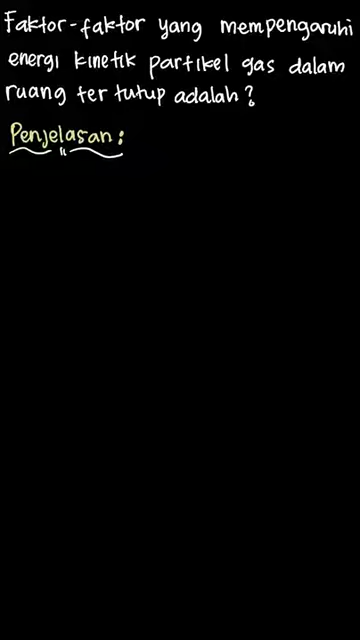 Faktor-faktor yang mempengaruhi
energi kinetik partikel gas dalam
ruang ter tutup adalah?
Penjelasan: